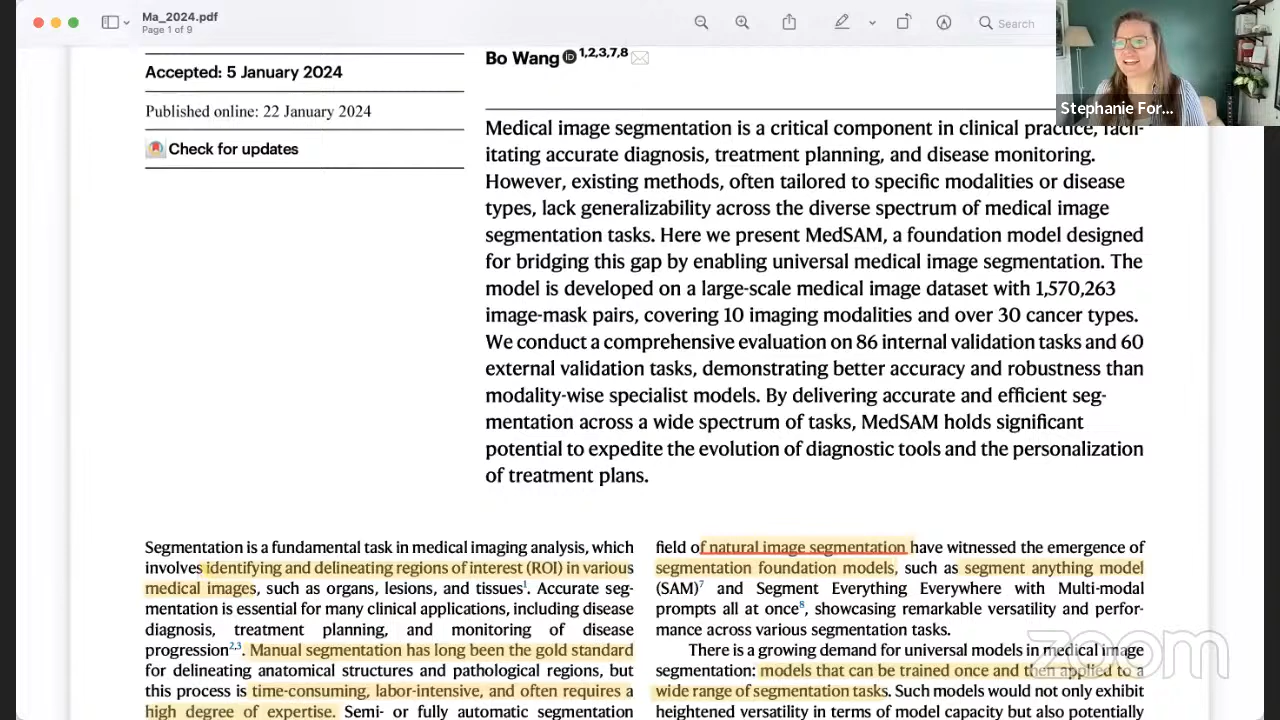 Ma_2024.pdf
Page 1 of 9
Search
Stephanie For...
Bo Wang 1,2,3,7,8
Accepted: 5 January 2024
Published online: 22 January 2024
Check for updates
Medical image segmentation is a critical component in clinical practice, facil-
itating accurate diagnosis, treatment planning, and disease monitoring.
However, existing methods, often tailored to specific modalities or disease
types, lack generalizability across the diverse spectrum of medical image
segmentation tasks. Here we present MedSAM, a foundation model designed
for bridging this gap by enabling universal medical image segmentation. The
model is developed on a large-scale medical image dataset with 1,570,263
image-mask pairs, covering 10 imaging modalities and over 30 cancer types.
We conduct a comprehensive evaluation on 86 internal validation tasks and 60
external validation tasks, demonstrating better accuracy and robustness than
modality-wise specialist models. By delivering accurate and efficient seg-
mentation across a wide spectrum of tasks, MedSAM holds significant
potential to expedite the evolution of diagnostic tools and the personalization
of treatment plans.
Segmentation is a fundamental task in medical imaging analysis, which
involves identifying and delineating regions of interest (ROI) in various
medical images, such as organs, lesions, and tissues1. Accurate seg-
mentation is essential for many clinical applications, including disease
diagnosis, treatment planning, and monitoring of disease
progression2,3. Manual segmentation has long been the gold standard
for delineating anatomical structures and pathological regions, but
this process is time-consuming, labor-intensive, and often requires a
high degree of expertise. Semi- or fully automatic segmentation
field of natural image segmentation have witnessed the emergence of
segmentation foundation models, such as segment anything model
(SAM)7 and Segment Everything Everywhere with Multi-modal
prompts all at once8, showcasing remarkable versatility and perfor-
mance across various segmentation tasks.
There is a growing demand for universal models in medical image
segmentation: models that can be trained once and then applied to a
wide range of segmentation tasks. Such models would not only exhibit
heightened versatility in terms of model capacity but also potentially
zoom